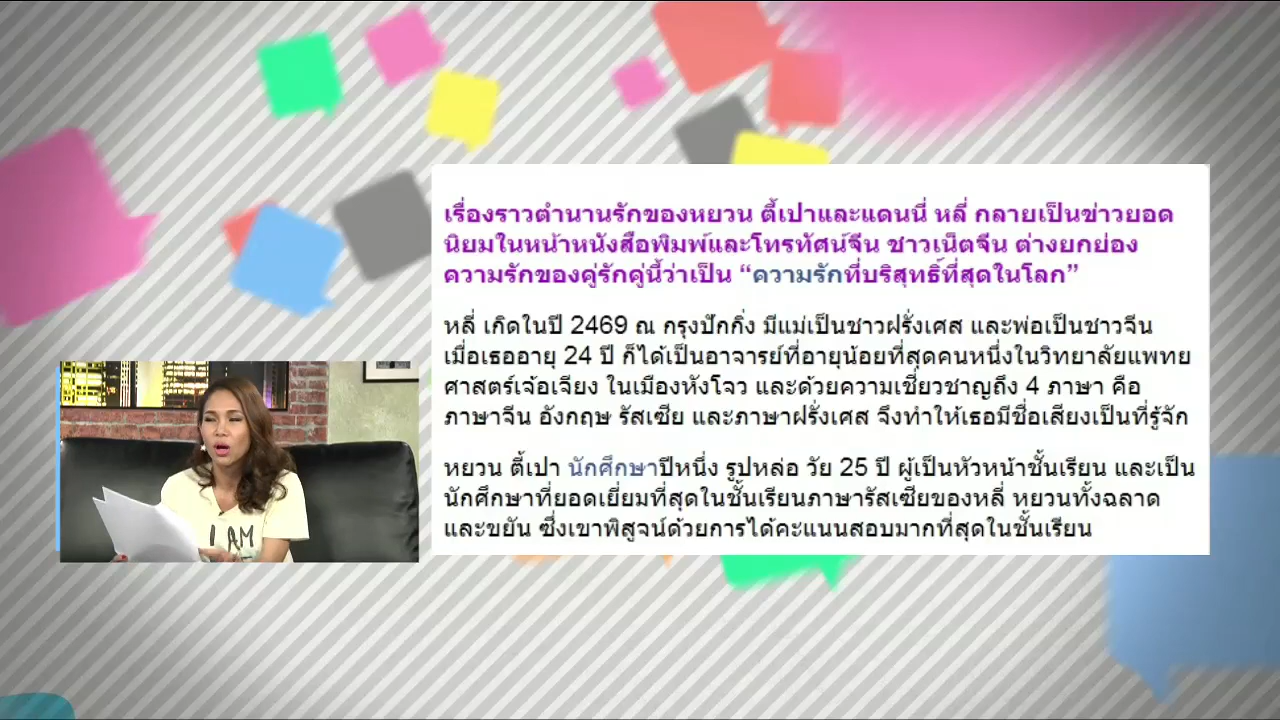 เรื่องราวตำนานรักของหยวน ตี้เปาและแดนนี่ หลี่ กลายเป็นข่าวยอด
นิยมในหน้าหนังสือพิมพ์และโทรทัศน์จีน ชาวเน็ตจีน ต่างยกย่อง
ความรักของคู่รักคู่นี้ว่าเป็น “ความรักที่บริสุทธิ์ที่สุดในโลก”
หลี่ เกิดในปี 2469 ณ กรุงปักกิ่ง มีแม่เป็นชาวฝรั่งเศส และพ่อเป็นชาวจีน
เมื่อเธออายุ 24 ปี ก็ได้เป็นอาจารย์ที่อายุน้อยที่สุดคนหนึ่งในวิทยาลัยแพทย
ศาสตร์เจ้อเจียง ในเมืองหังโจว และด้วยความเชี่ยวชาญถึง 4 ภาษา คือ
ภาษาจีน อังกฤษ รัสเซีย และภาษาฝรั่งเศส จึงทำให้เธอมีชื่อเสียงเป็นที่รู้จัก
หยวน ตี้เปา นักศึกษาปีหนึ่ง รูปหล่อ วัย 25 ปี ผู้เป็นหัวหน้าชั้นเรียน และเป็น
นักศึกษาที่ยอดเยี่ยมที่สุดในชั้นเรียนภาษารัสเซียของหลี่ หยวนทั้งฉลาด
และขยัน ซึ่งเขาพิสูจน์ด้วยการได้คะแนนสอบมากที่สุดในชั้นเรียน
I AM